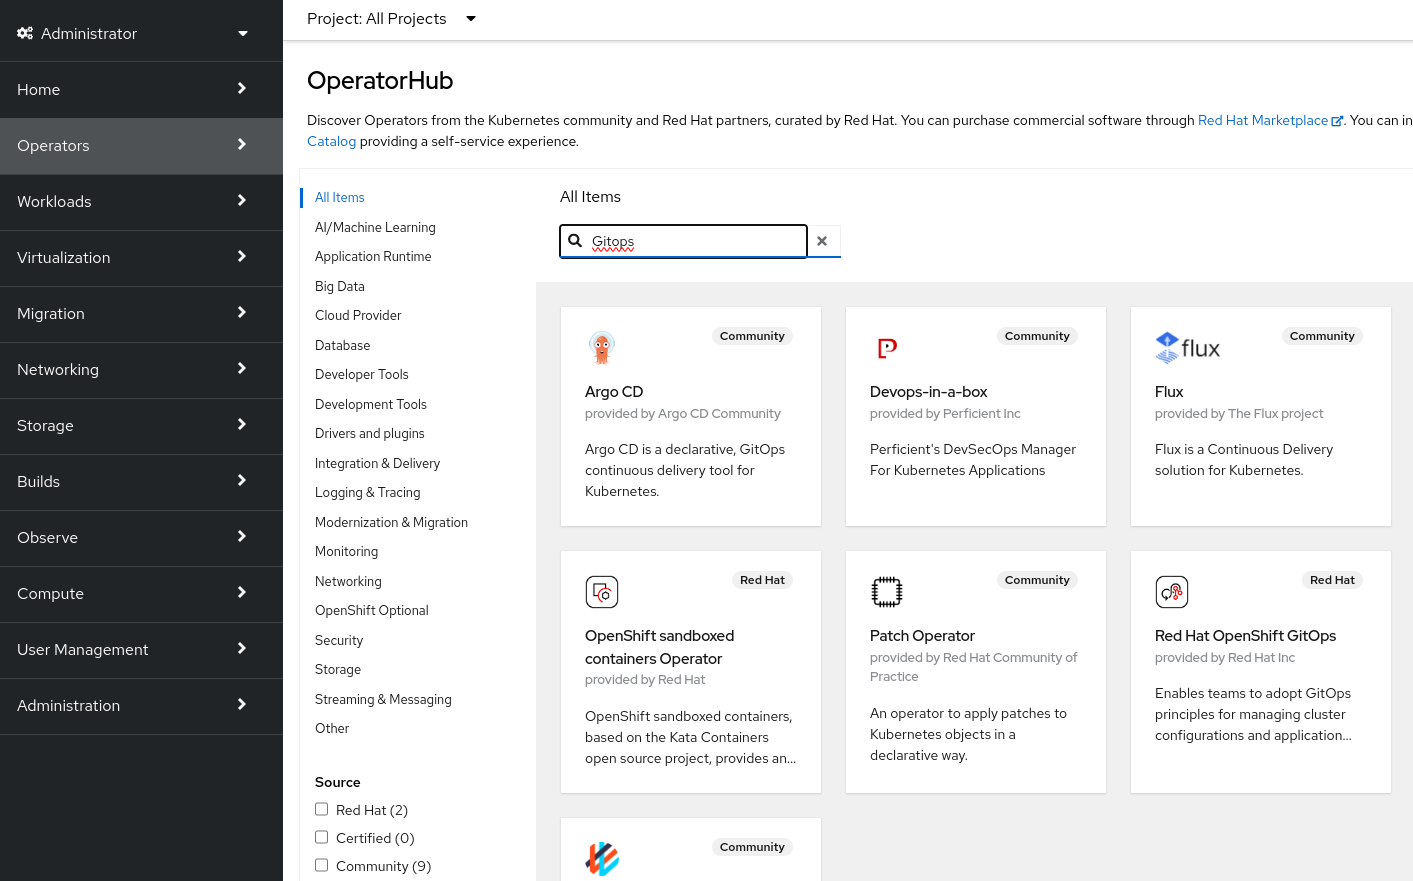 Administrator
Home
Operators
Workloads
Virtualization
Migration
Networking
Storage
Builds
Observe
Compute
User Management
Administration
Project: All Projects
OperatorHub
Discover Operators from the Kubernetes community and Red Hat partners, curated by Red Hat. You can purchase commercial software through Red Hat Marketplace. You can in
Catalog providing a self-service experience.
All Items
AI/Machine Learning
Application Runtime
Big Data
Cloud Provider
Database
Developer Tools
Development Tools
Drivers and plugins
Integration & Delivery
Logging & Tracing
Modernization & Migration
Monitoring
Networking
OpenShift Optional
Security
Storage
Streaming & Messaging
Other
Source
Red Hat (2)
Certified (0)
Community (9)
All Items
Gitops
Community
Argo CD
provided by Argo CD Community
Argo CD is a declarative, GitOps
continuous delivery tool for
Kubernetes.
Community
Devops-in-a-box
provided by Perficient Inc
Perficient's DevSecOps Manager
For Kubernetes Applications
flux
Community
Flux
provided by The Flux project
Flux is a Continuous Delivery
solution for Kubernetes.
Red Hat
OpenShift sandboxed
containers Operator
provided by Red Hat
OpenShift sandboxed containers,
based on the Kata Containers
open source project, provides an...
Community
Patch Operator
provided by Red Hat Community of
Practice
An operator to apply patches to
Kubernetes objects in a
declarative way.
Red Hat
Red Hat OpenShift GitOps
provided by Red Hat Inc
Enables teams to adopt GitOps
principles for managing cluster
configurations and application...
Community